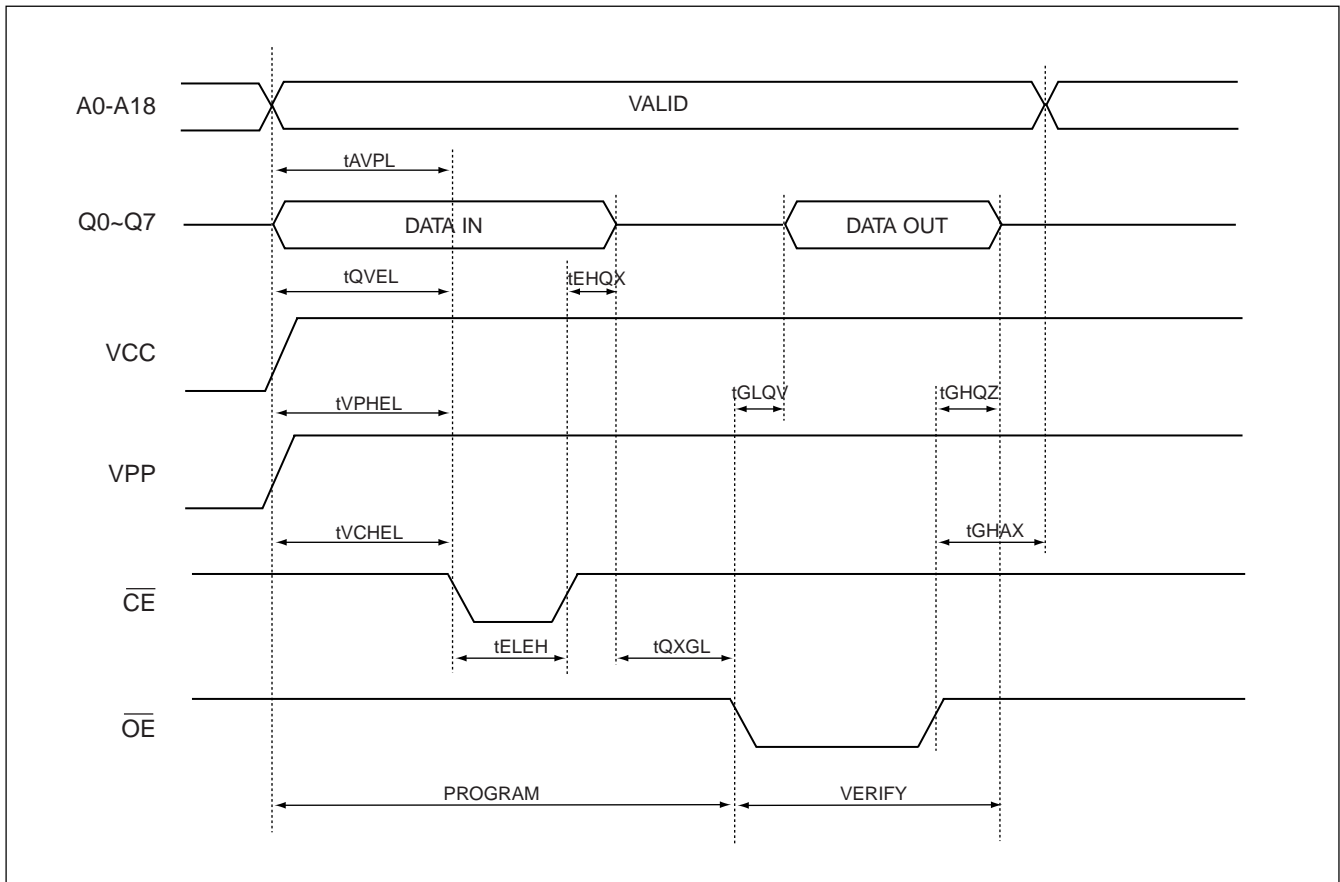 A0-A18
VALID
tAVPL
Q0~Q7
DATA IN
DATA OUT
tQVEL
tEHQX
VCC
tVPHEL
tGLQV
tGHQZ
VPP
tVCHEL
tGHAX
CE
tELEH
tQXGL
OE
PROGRAM
VERIFY